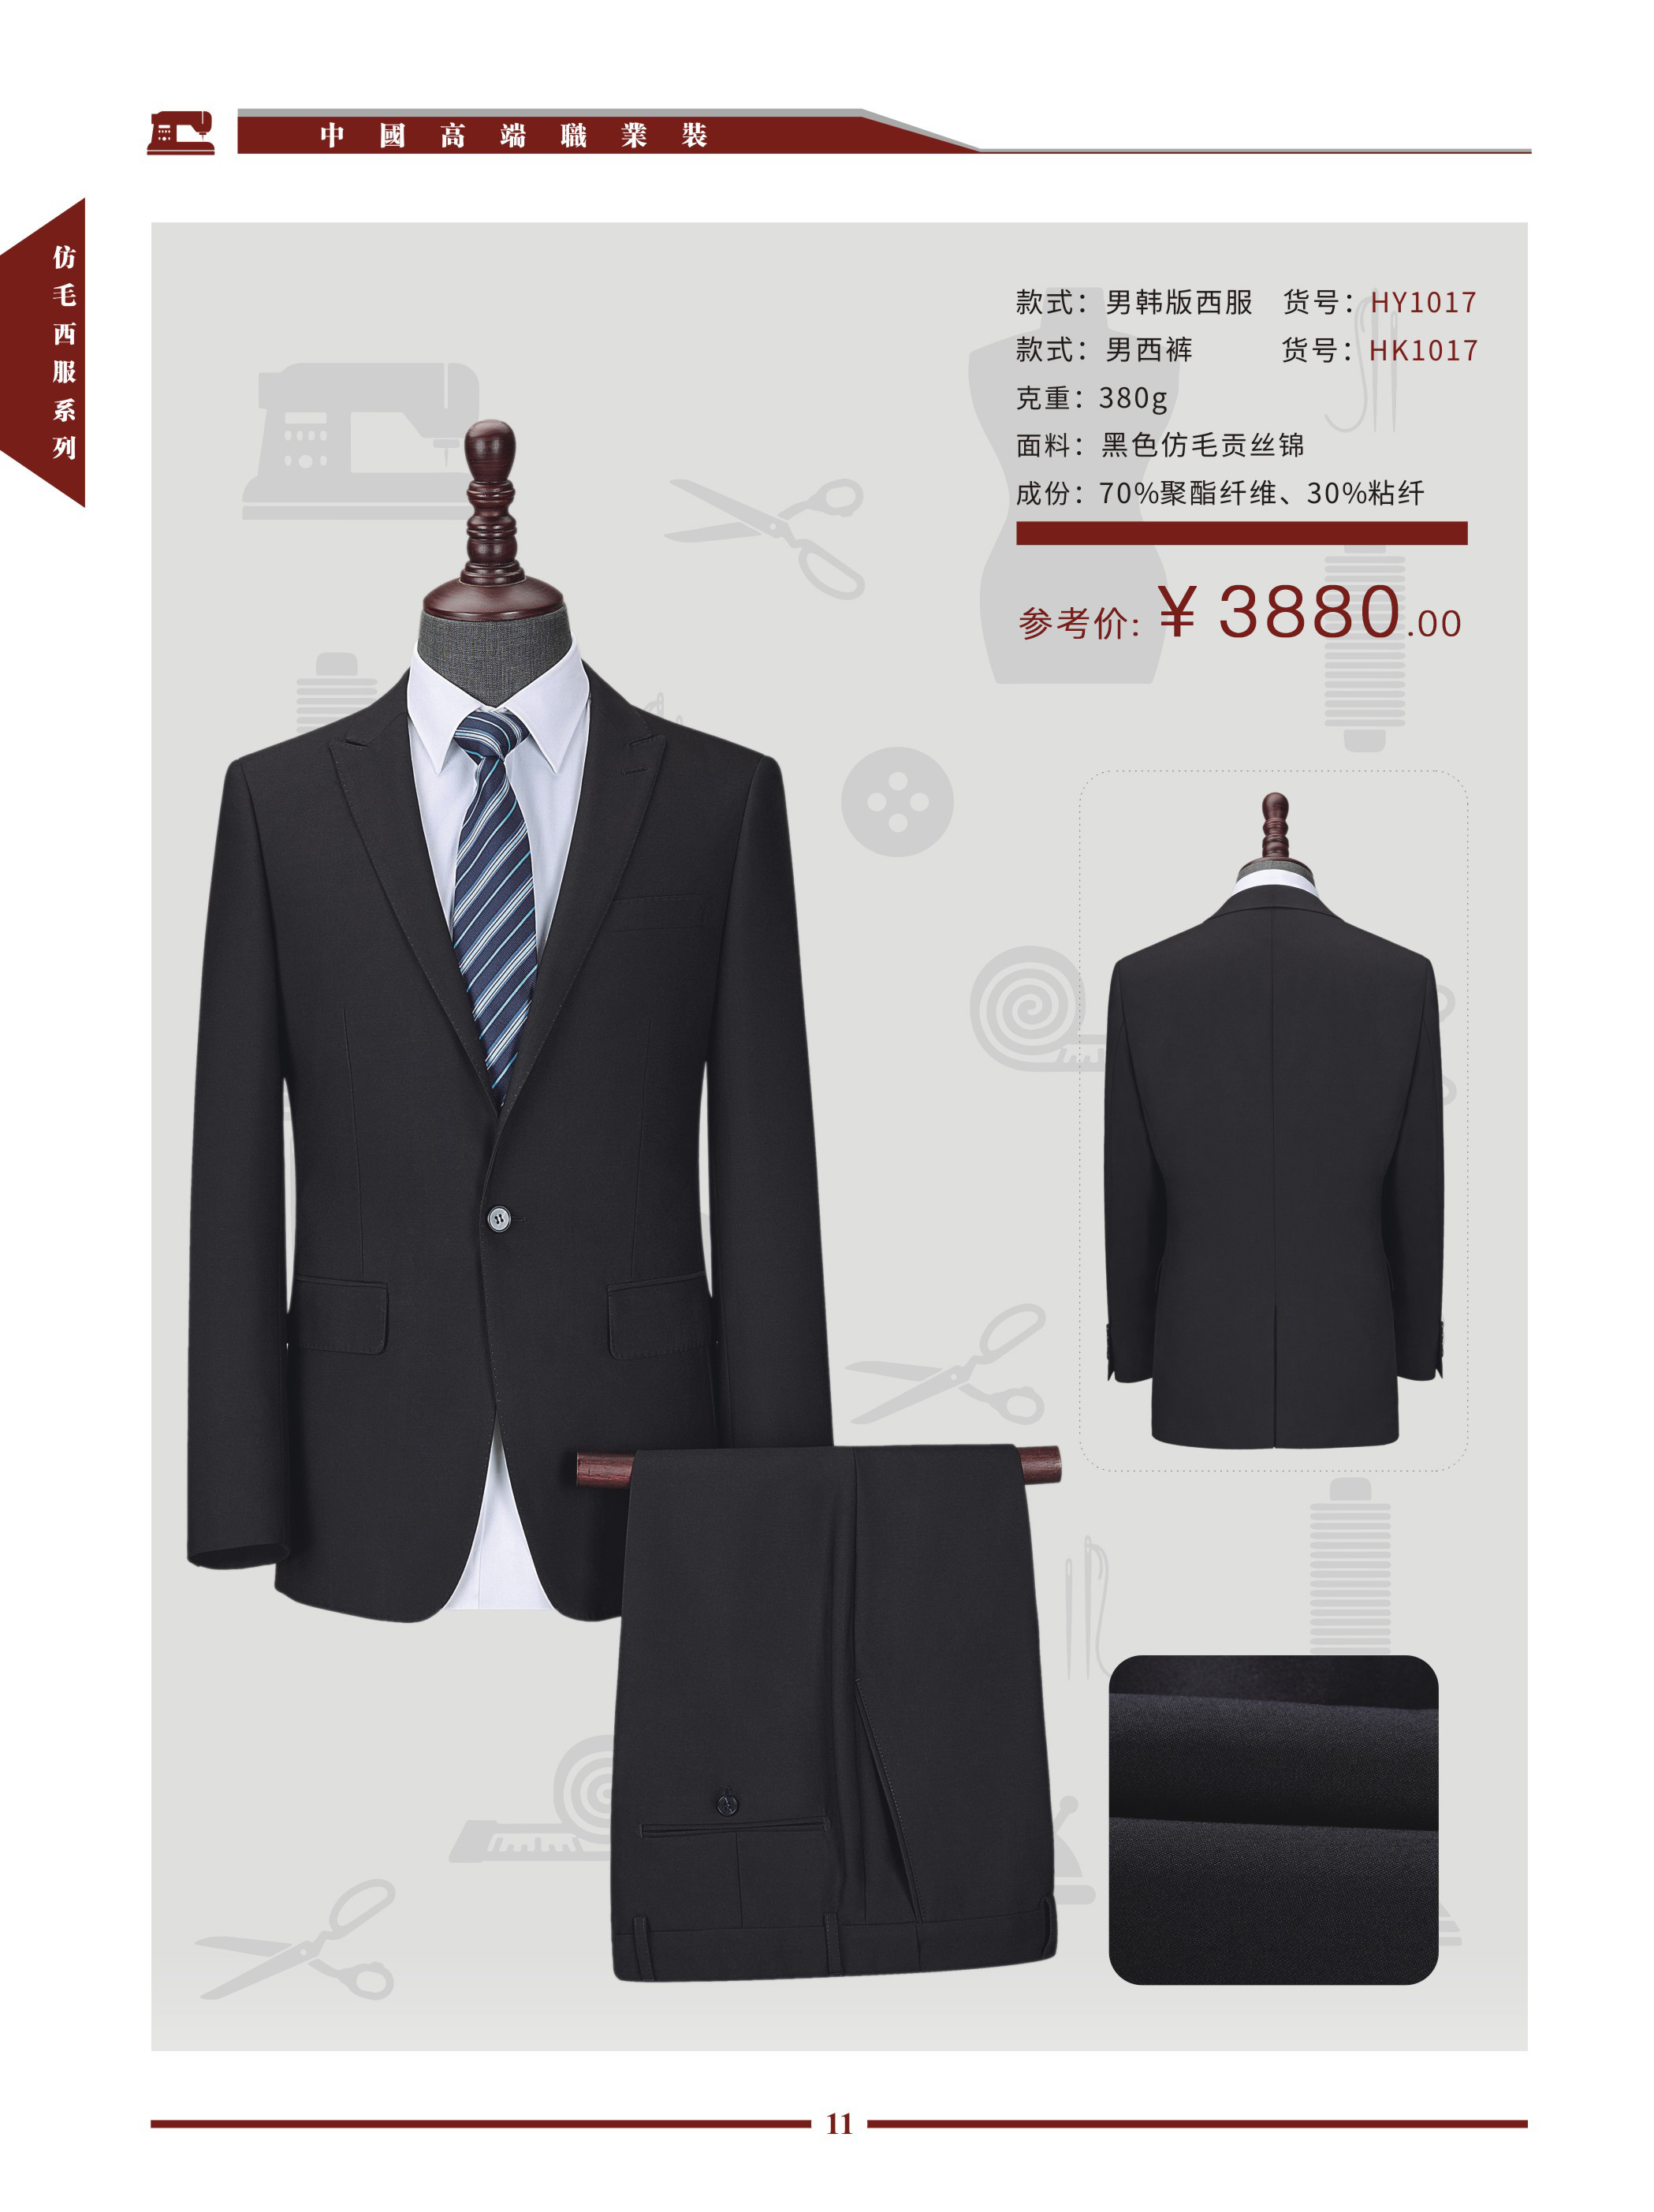 中國高端職業裝
仿毛西服系列
款式：男韩版西服 货号：HY1017
款式：男西裤 货号：HK1017
克重：380g
面料：黑色仿毛贡丝锦
成份：70%聚酯纤维、30%粘纤
参考价：¥3880.00
11